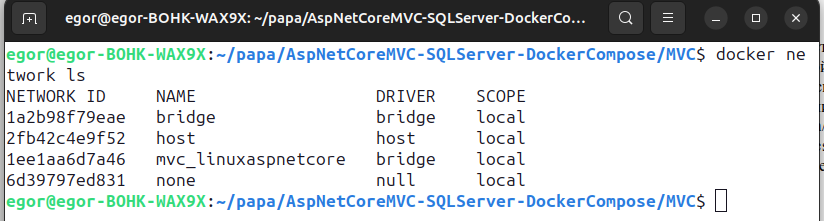 egor@egor-BOHK-WAX9X: ~/papa/AspNetCoreMVC-SQLServer-DockerCo...
egor@egor-BOHK-WAX9X:~/papa/AspNetCoreMVC-SQLServer-DockerCompose/MVC$ docker ne
twork ls
NETWORK ID     NAME                  DRIVER    SCOPE
1a2b98f79eae   bridge                bridge    local
2fb42c4e9f52   host                  host      local
1ee1aa6d7a46   mvc_linuxaspnetcore   bridge    local
6d39797ed831   none                  null      local
egor@egor-BOHK-WAX9X:~/papa/AspNetCoreMVC-SQLServer-DockerCompose/MVC$